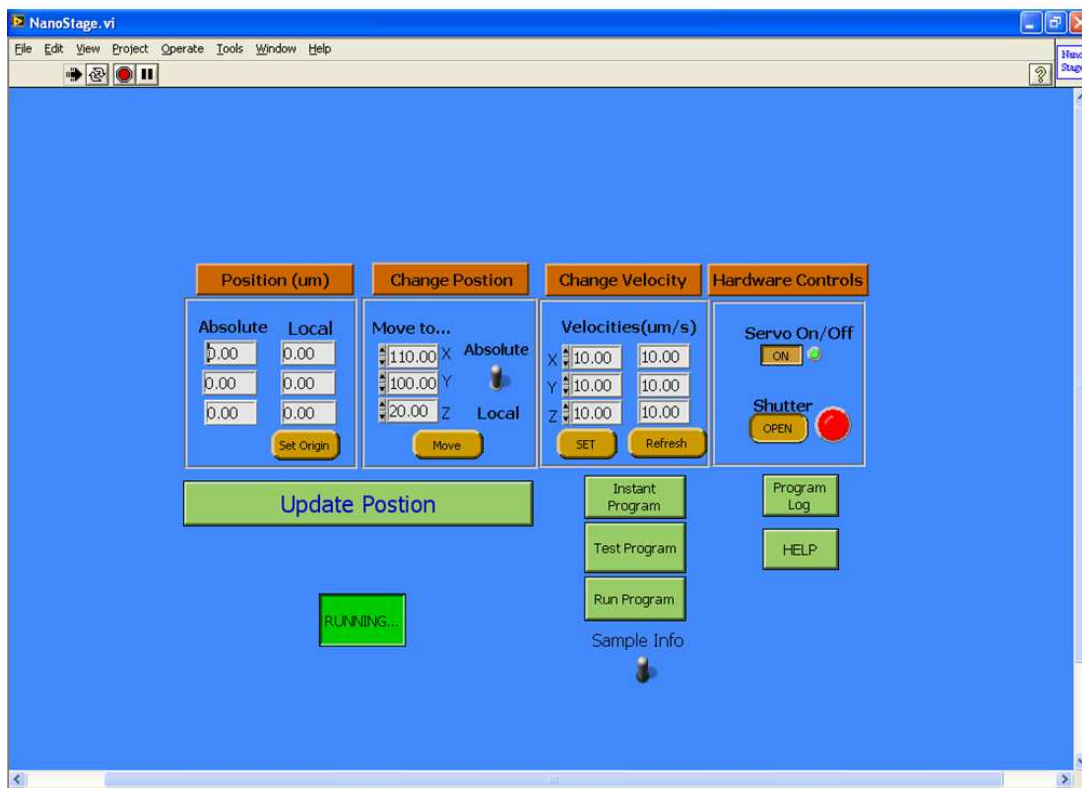 NanoStage.vi
File Edit View Project Operate Tools Window Help
Nano
Stage
?
Position (um)
Change Postion
Change Velocity
Hardware Controls
Absolute Local
0.00 0.00
0.00 0.00
0.00 0.00
Set Origin
Move to...
110.00 X
100.00 Y
20.00 Z
Absolute
Local
Move
Velocities(um/s)
X 10.00 10.00
Y 10.00 10.00
Z 10.00 10.00
SET Refresh
Servo On/Off
ON
Shutter
OPEN
Update Postion
Instant
Program
Test Program
Run Program
Program
Log
HELP
RUNNING...
Sample Info